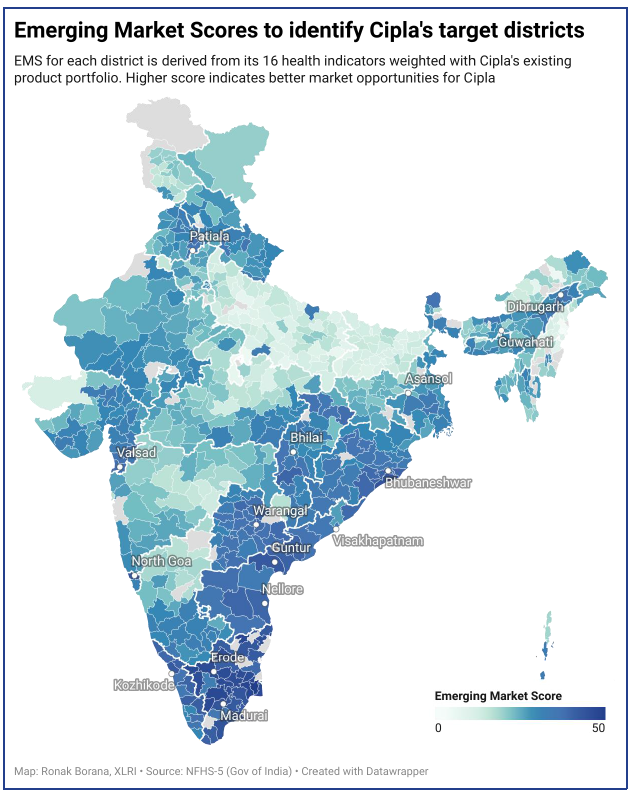 Emerging Market Scores to identify Cipla's target districts
EMS for each district is derived from its 16 health indicators weighted with Cipla's existing
product portfolio. Higher score indicates better market opportunities for Cipla
Patiala
Dibrugarh
Guwahati
Asansol
Bhilai
Valsad
Bhubaneshwar
Warangal
Visakhapatnam
Guntur
North Goa
Nellore
Erode
Kozhikode
Madurai
Emerging Market Score
0 50
Map: Ronak Borana, XLRI • Source: NFHS-5 (Gov of India) • Created with Datawrapper